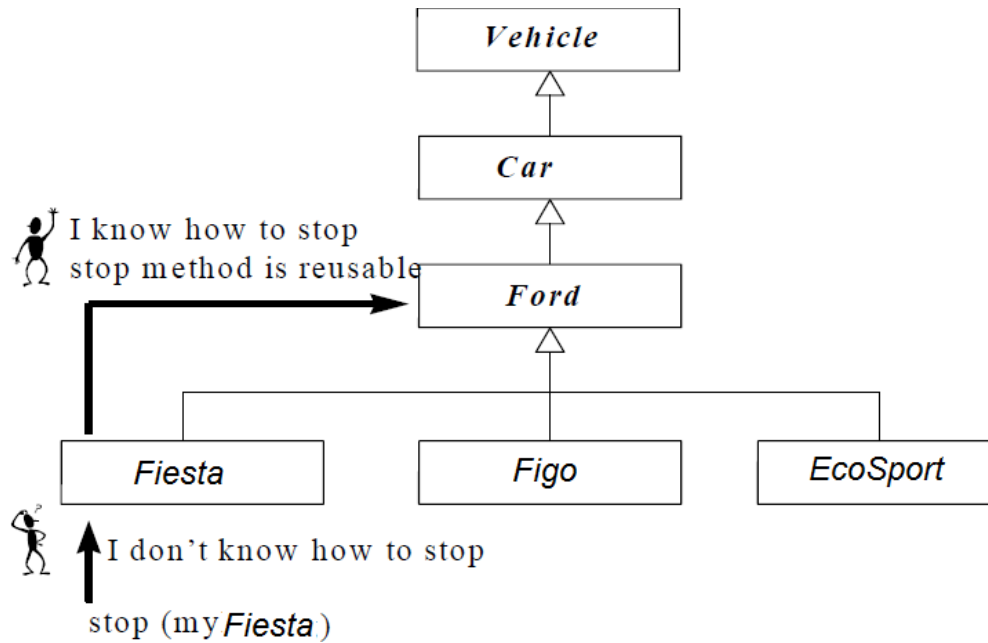 Vehicle
Car
I know how to stop
stop method is reusable
Ford
Fiesta
Figo
EcoSport
?
I don't know how to stop
stop (my Fiesta )